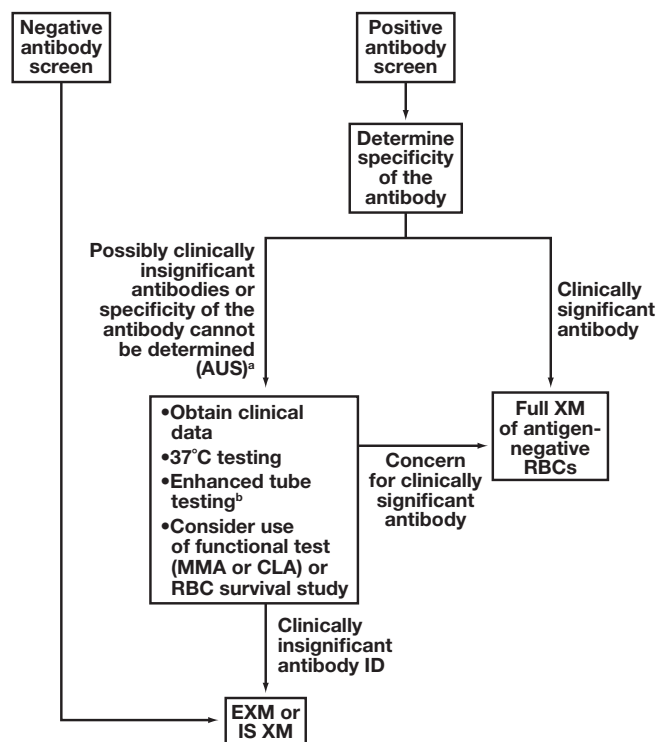 Negative
antibody
screen
Positive
antibody
screen
Determine
specificity
of the
antibody
Possibly clinically
insignificant
antibodies or
specificity of the
antibody cannot
be determined
(AUS)ᵃ
Clinically
significant
antibody
•Obtain clinical
data
•37°C testing
•Enhanced tube
testingᵇ
•Consider use
of functional test
(MMA or CLA) or
RBC survival study
Concern
for clinically
significant
antibody
Full XM
of antigen-
negative
RBCs
Clinically
insignificant
antibody ID
EXM or
IS XM